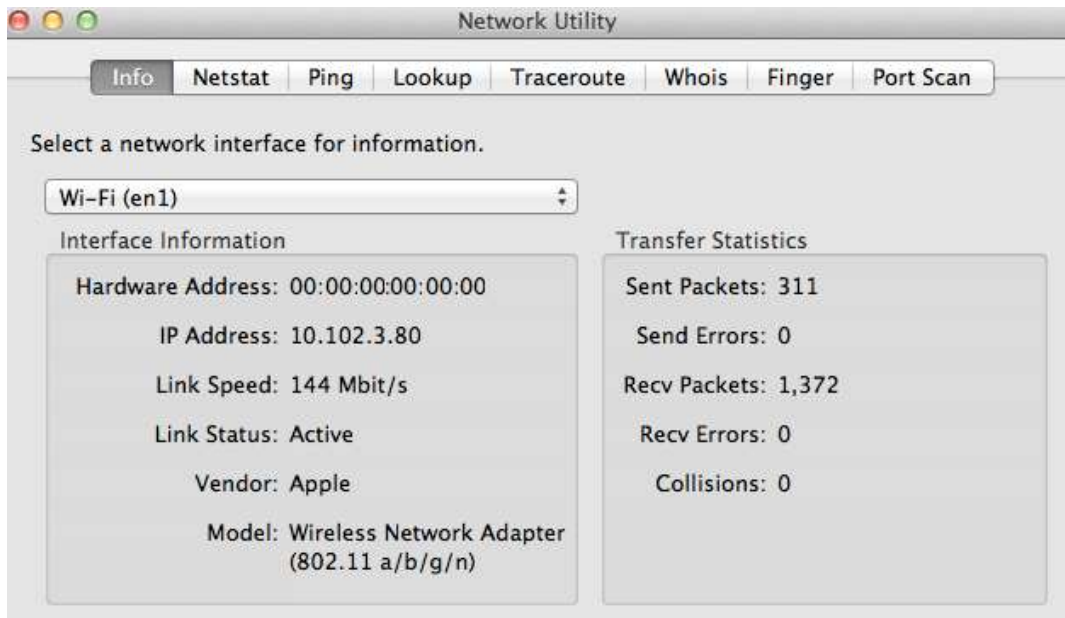 Network Utility
Info Netstat Ping Lookup Traceroute Whois Finger Port Scan
Select a network interface for information.
Wi-Fi (en1)
Interface Information
Hardware Address: 00:00:00:00:00:00
IP Address: 10.102.3.80
Link Speed: 144 Mbit/s
Link Status: Active
Vendor: Apple
Model: Wireless Network Adapter
(802.11 a/b/g/n)
Transfer Statistics
Sent Packets: 311
Send Errors: 0
Recv Packets: 1,372
Recv Errors: 0
Collisions: 0